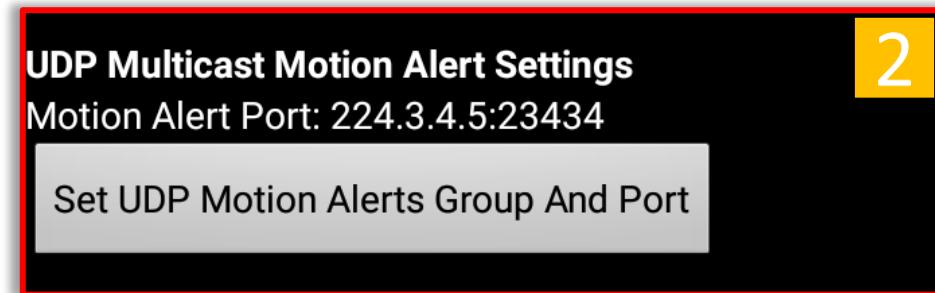 UDP Multicast Motion Alert Settings
2
Motion Alert Port: 224.3.4.5:23434
Set UDP Motion Alerts Group And Port